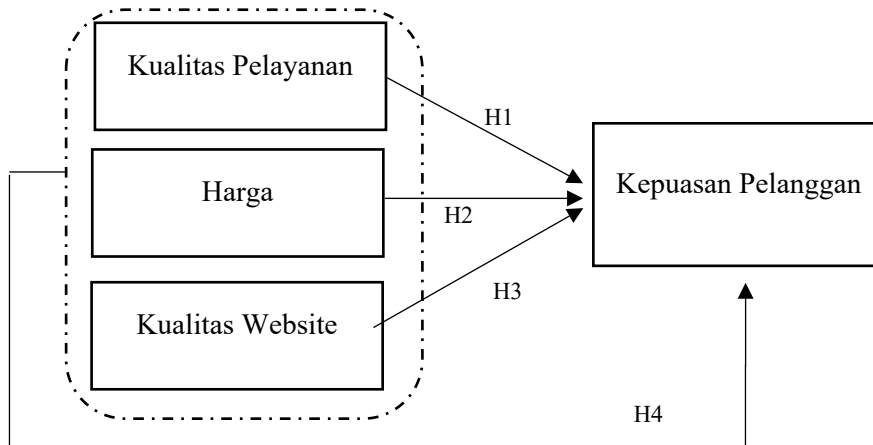 Kualitas Pelayanan
H1
Harga
Kepuasan Pelanggan
H2
Kualitas Website
H3
H4